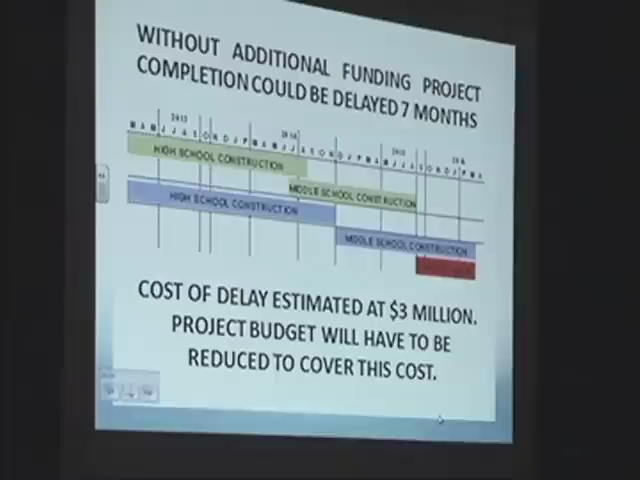 WITHOUT ADDITIONAL FUNDING PROJECT
COMPLETION COULD BE DELAYED 7 MONTHS
HIGH SCHOOL CONSTRUCTION
MIDDLE SCHOOL CONSTRUCTION
HIGH SCHOOL CONSTRUCTION
MIDDLE SCHOOL CONSTRUCTION
COST OF DELAY ESTIMATED AT $3 MILLION.
PROJECT BUDGET WILL HAVE TO BE
REDUCED TO COVER THIS COST.